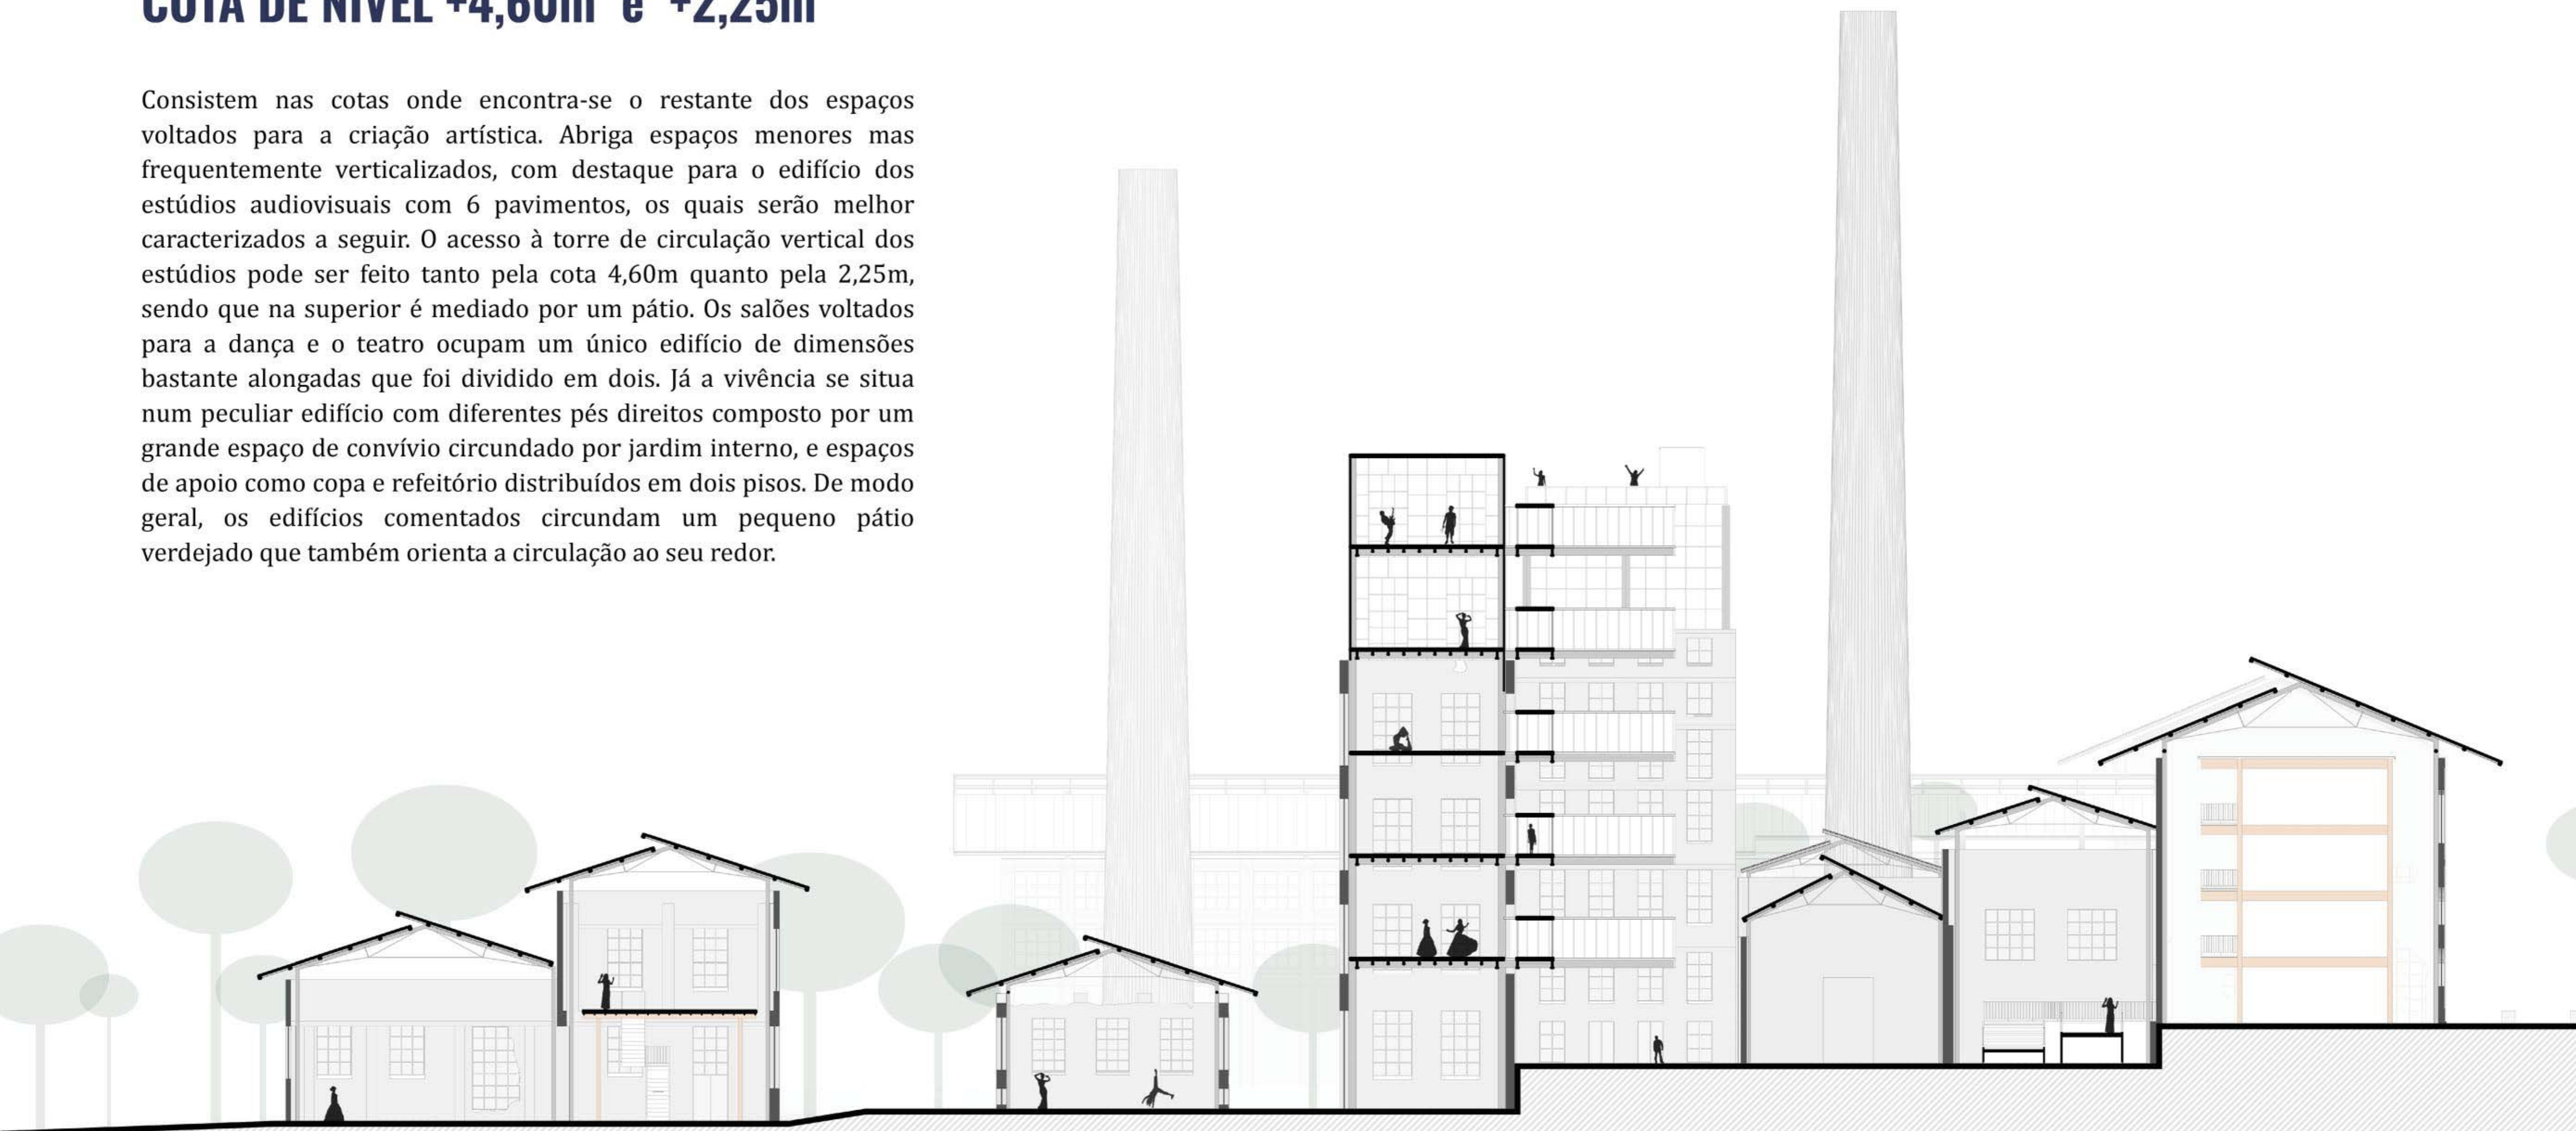 COTA DE NÍVEL +4,60m e +2,25m
Consistem nas cotas onde encontra-se o restante dos espaços
voltados para a criação artística. Abriga espaços menores mas
frequentemente verticalizados, com destaque para o edifício dos
estúdios audiovisuais com 6 pavimentos, os quais serão melhor
caracterizados a seguir. O acesso à torre de circulação vertical dos
estúdios pode ser feito tanto pela cota 4,60m quanto pela 2,25m,
sendo que na superior é mediado por um pátio. Os salões voltados
para a dança e o teatro ocupam um único edifício de dimensões
bastante alongadas que foi dividido em dois. Já a vivência se situa
num peculiar edifício com diferentes pés direitos composto por um
grande espaço de convívio circundado por jardim interno, e espaços
de apoio como copa e refeitório distribuídos em dois pisos. De modo
geral, os edifícios comentados circundam um pequeno pátio
verdejado que também orienta a circulação ao seu redor.